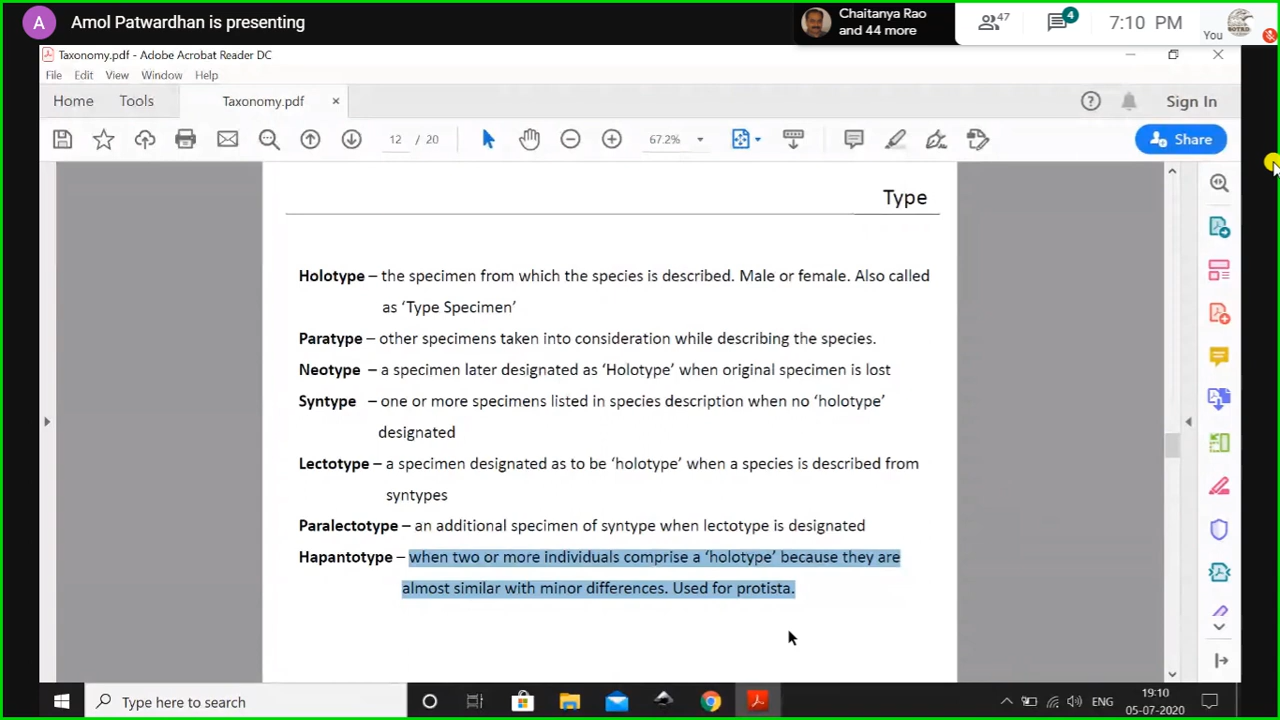 A Amol Patwardhan is presenting
Chaitanya Rao
and 44 more
47
4
7:10 PM
You
Taxonomy.pdf - Adobe Acrobat Reader DC
File Edit View Window Help
Home Tools Taxonomy.pdf × Sign In
12 / 20 67.2% Share
Type
Holotype – the specimen from which the species is described. Male or female. Also called
as ‘Type Specimen’
Paratype – other specimens taken into consideration while describing the species.
Neotype – a specimen later designated as ‘Holotype’ when original specimen is lost
Syntype – one or more specimens listed in species description when no ‘holotype’
designated
Lectotype – a specimen designated as to be ‘holotype’ when a species is described from
syntypes
Paralectotype – an additional specimen of syntype when lectotype is designated
Hapantotype – when two or more individuals comprise a ‘holotype’ because they are
almost similar with minor differences. Used for protista.
Type here to search
ENG
19:10
05-07-2020